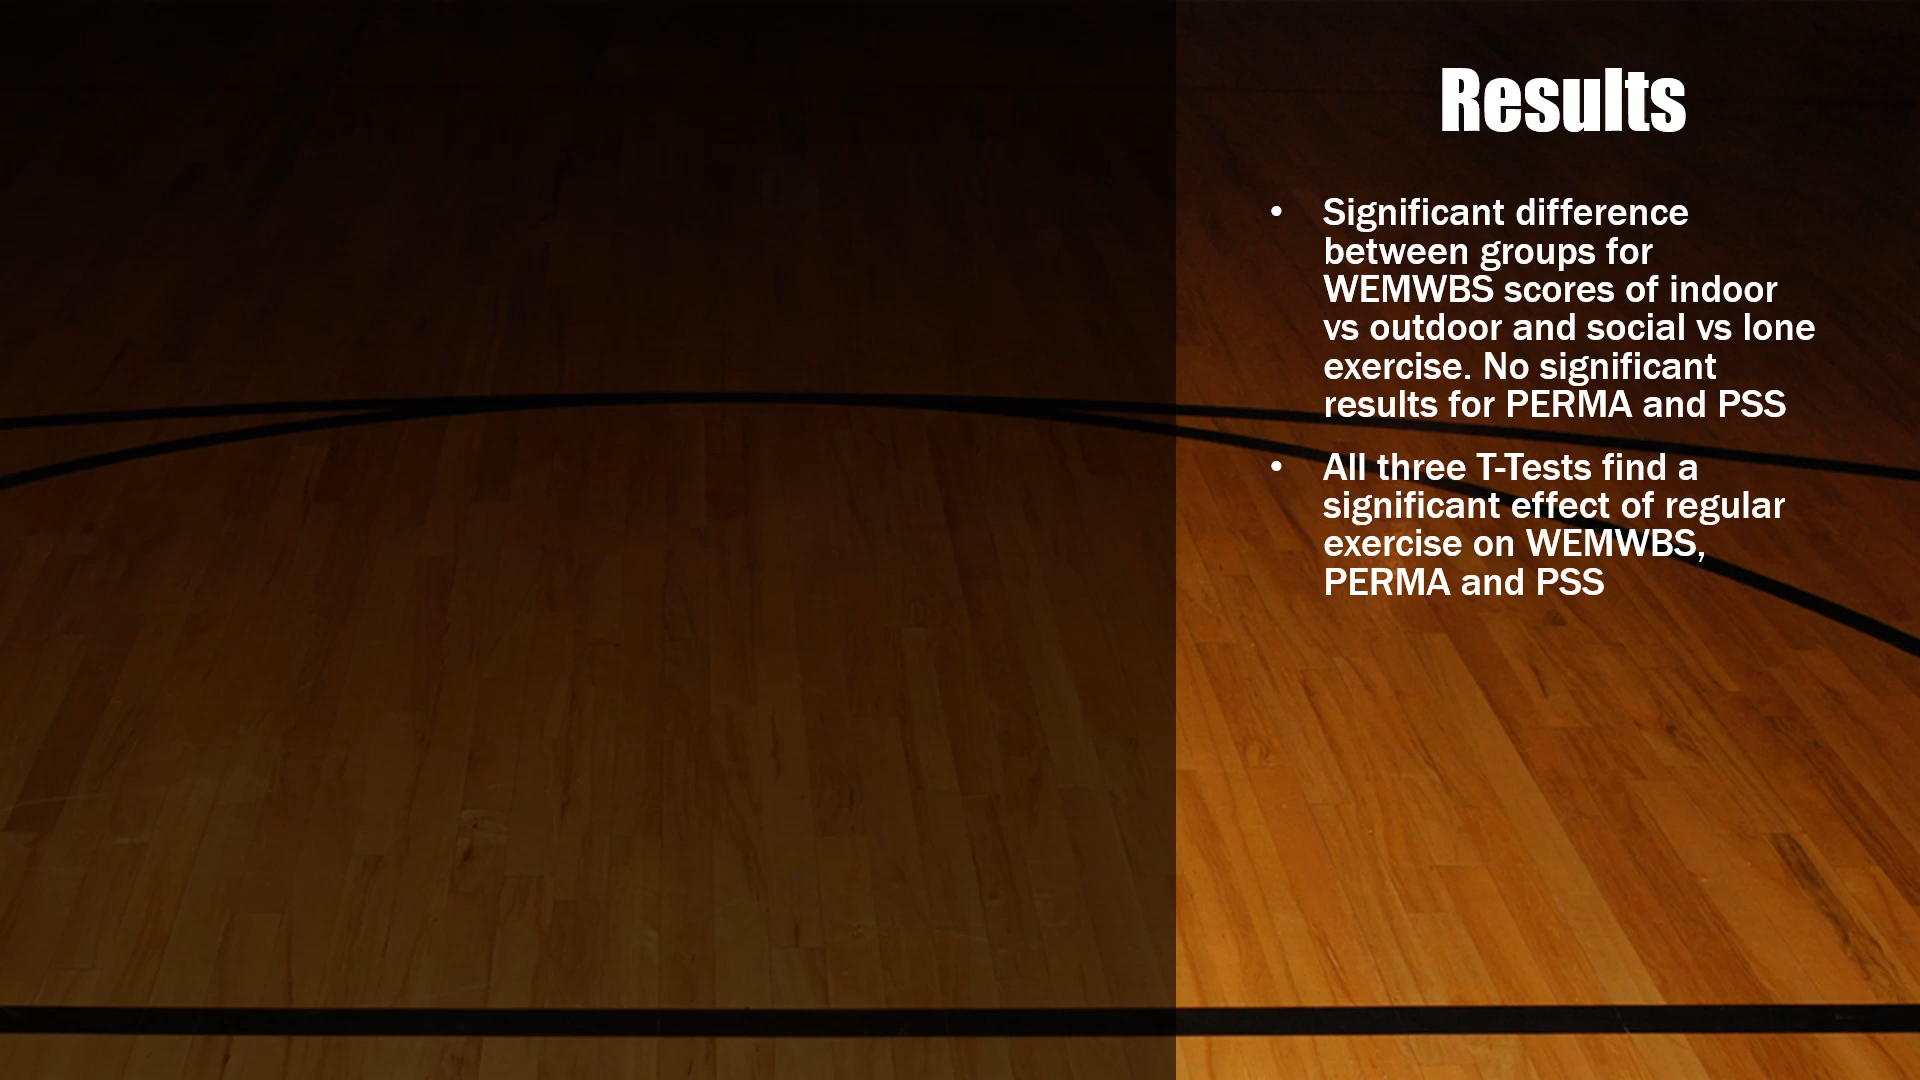 Results
• Significant difference
between groups for
WEMWBS scores of indoor
vs outdoor and social vs lone
exercise. No significant
results for PERMA and PSS
• All three T-Tests find a
significant effect of regular
exercise on WEMWBS,
PERMA and PSS